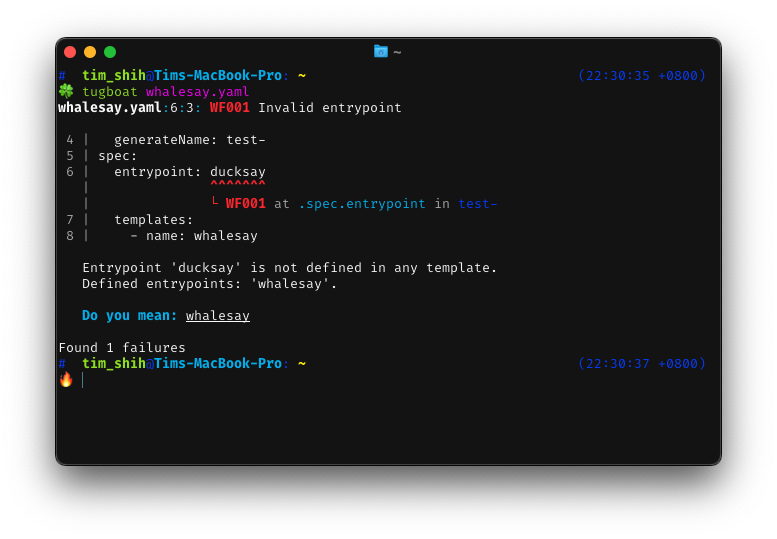 ~
# tim_shih@Tims-MacBook-Pro: ~ (22:30:35 +0800)
tugboat whalesay.yaml
whalesay.yaml:6:3: WF001 Invalid entrypoint
4 |   generateName: test-
5 | spec:
6 |   entrypoint: ducksay
|               ^^^^^^^
|               └ WF001 at .spec.entrypoint in test-
7 |   templates:
8 |     - name: whalesay
Entrypoint 'ducksay' is not defined in any template.
Defined entrypoints: 'whalesay'.
Do you mean: whalesay
Found 1 failures
# tim_shih@Tims-MacBook-Pro: ~ (22:30:37 +0800)